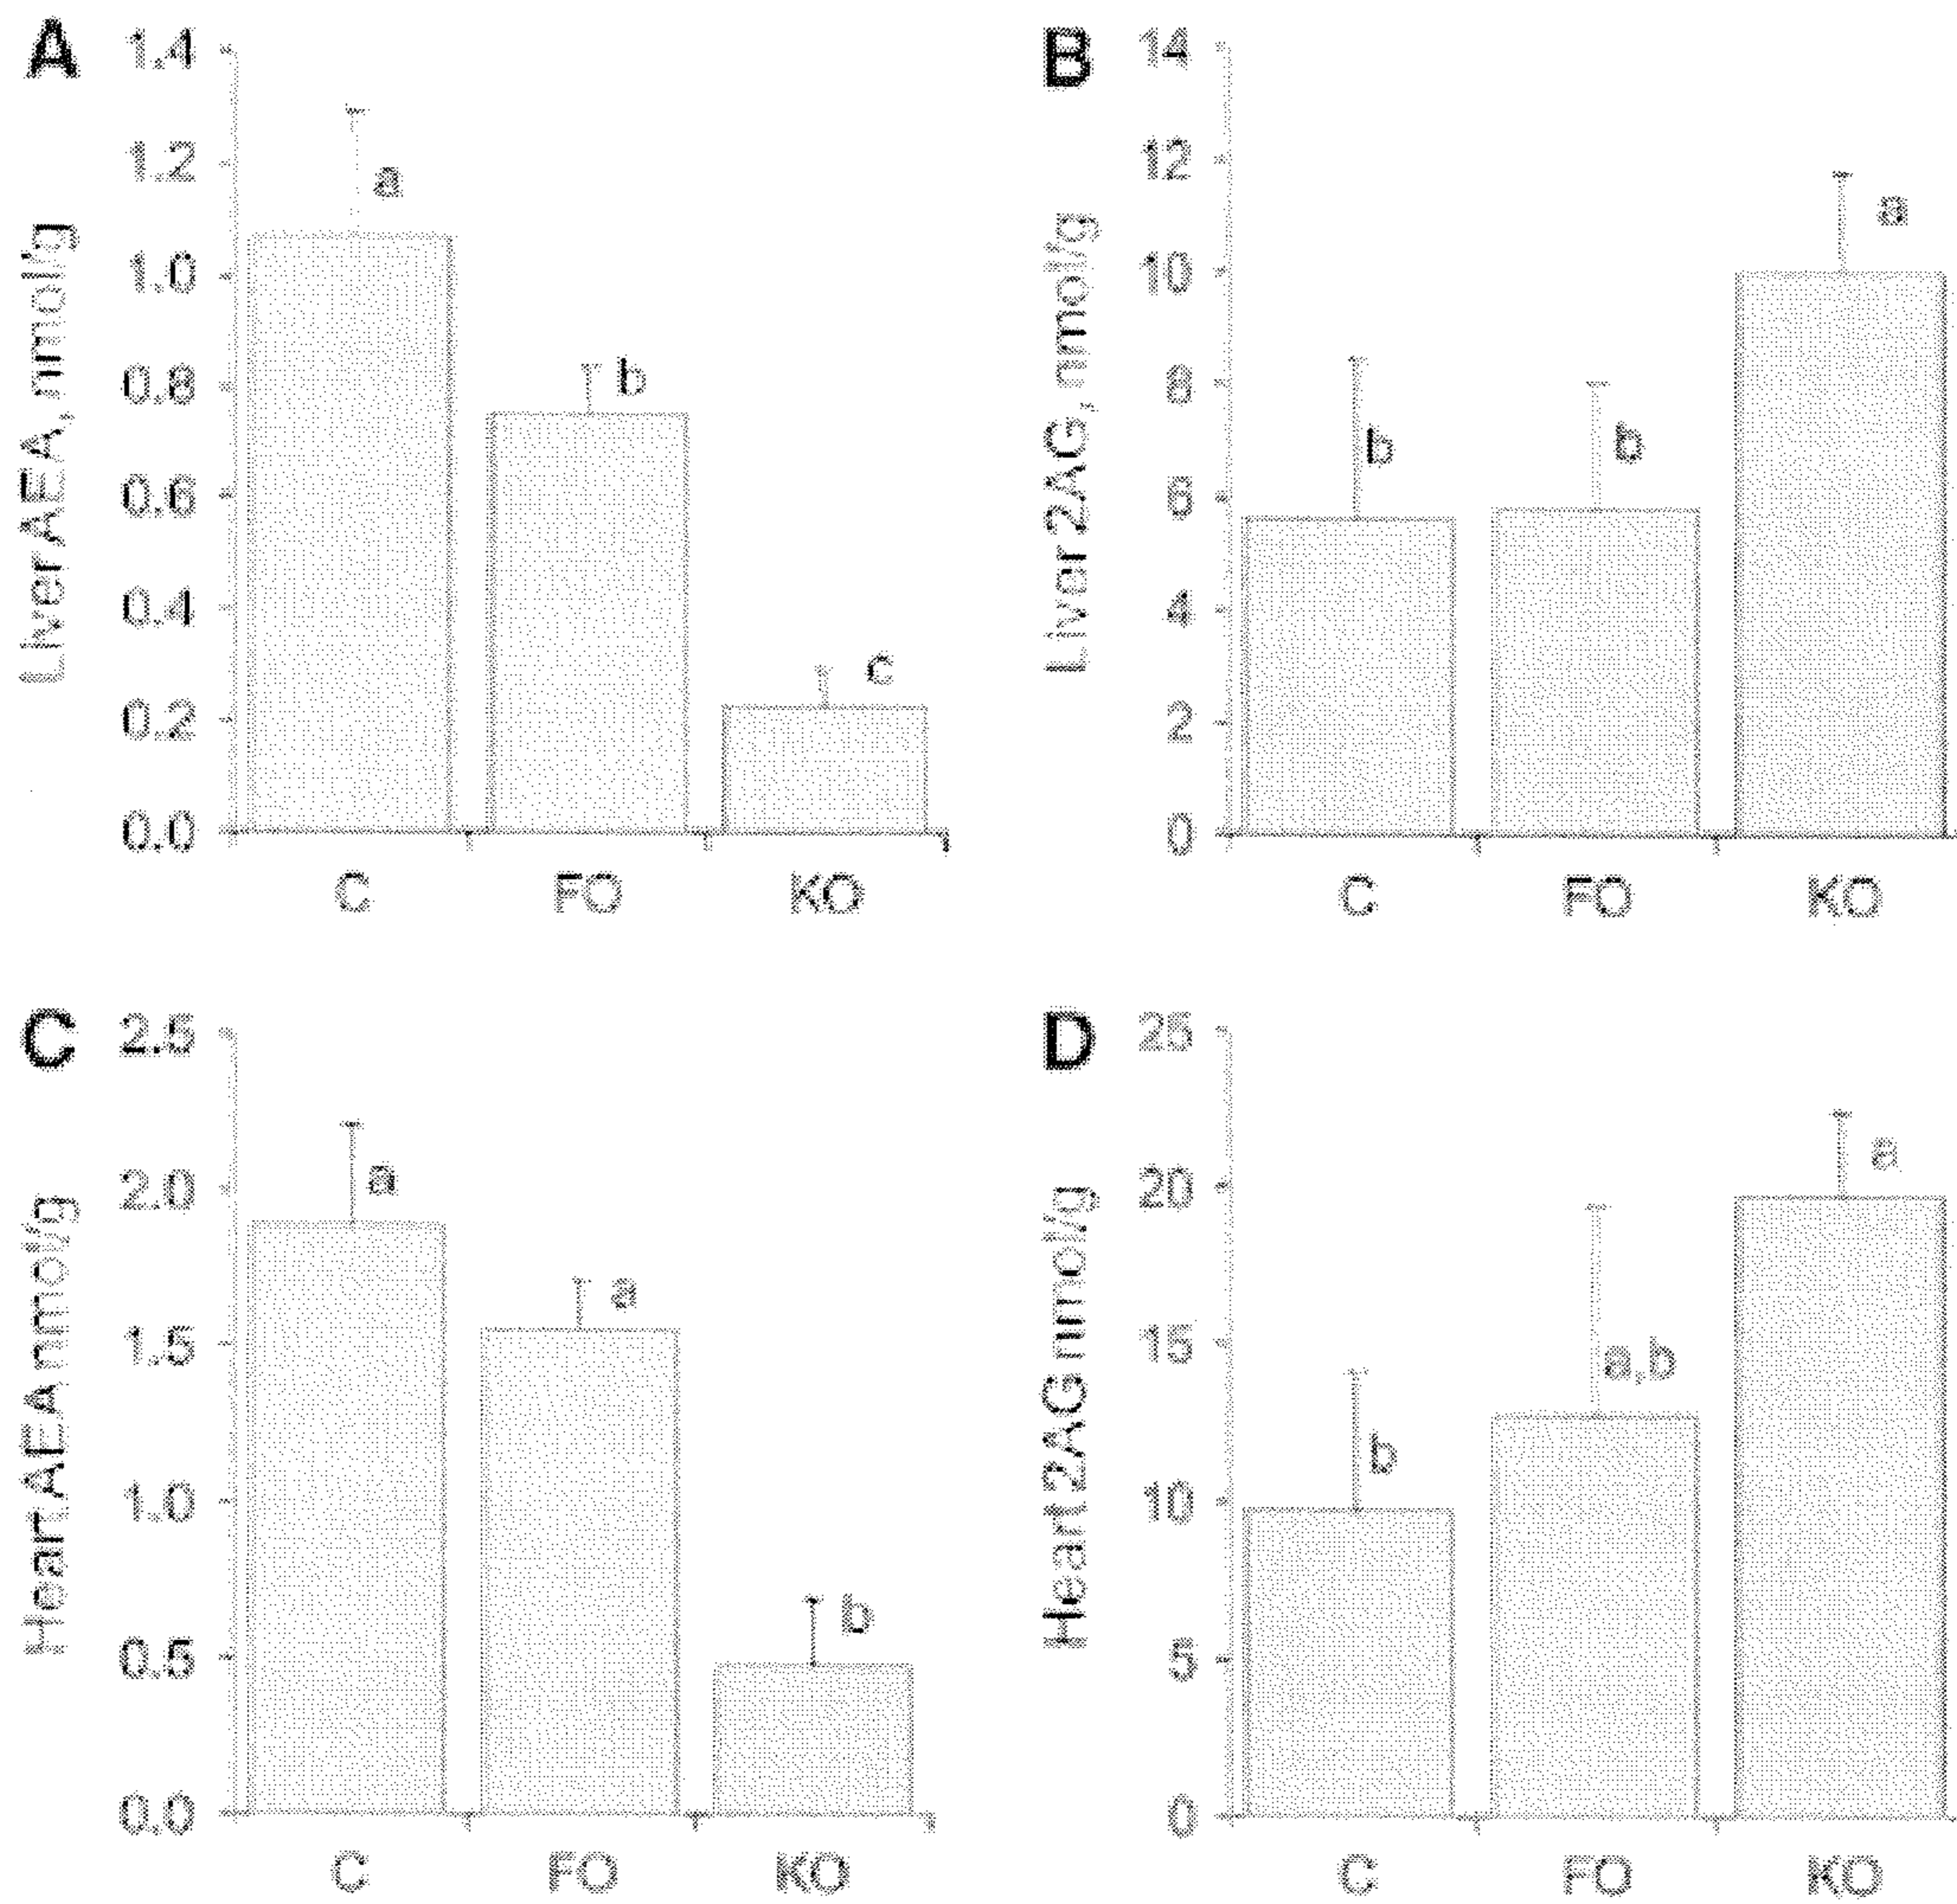 A
Liver AEA, nmol/g
1.4
1.2
1.0
0.8
0.6
0.4
0.2
0.0
a
b
c
C FO KO
B
Liver 2AG, nmol/g
14
12
10
8
6
4
2
0
b
b
a
C FO KO
C
Heart AEA nmol/g
2.5
2.0
1.5
1.0
0.5
0.0
a
a
b
C FO KO
D
Heart 2AG nmol/g
25
20
15
10
5
0
b
a,b
a
C FO KO